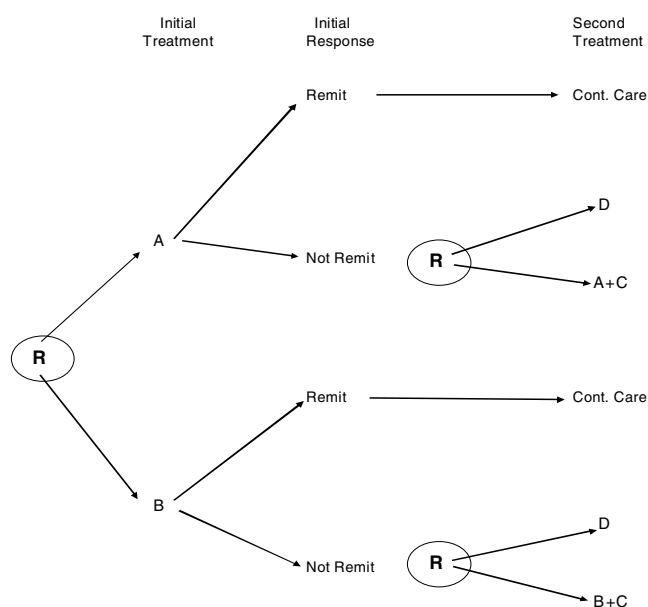 Initial Treatment
Initial Response
Second Treatment
Remit
Cont. Care
A
Not Remit
R
D
A+C
R
Remit
Cont. Care
B
Not Remit
R
D
B+C